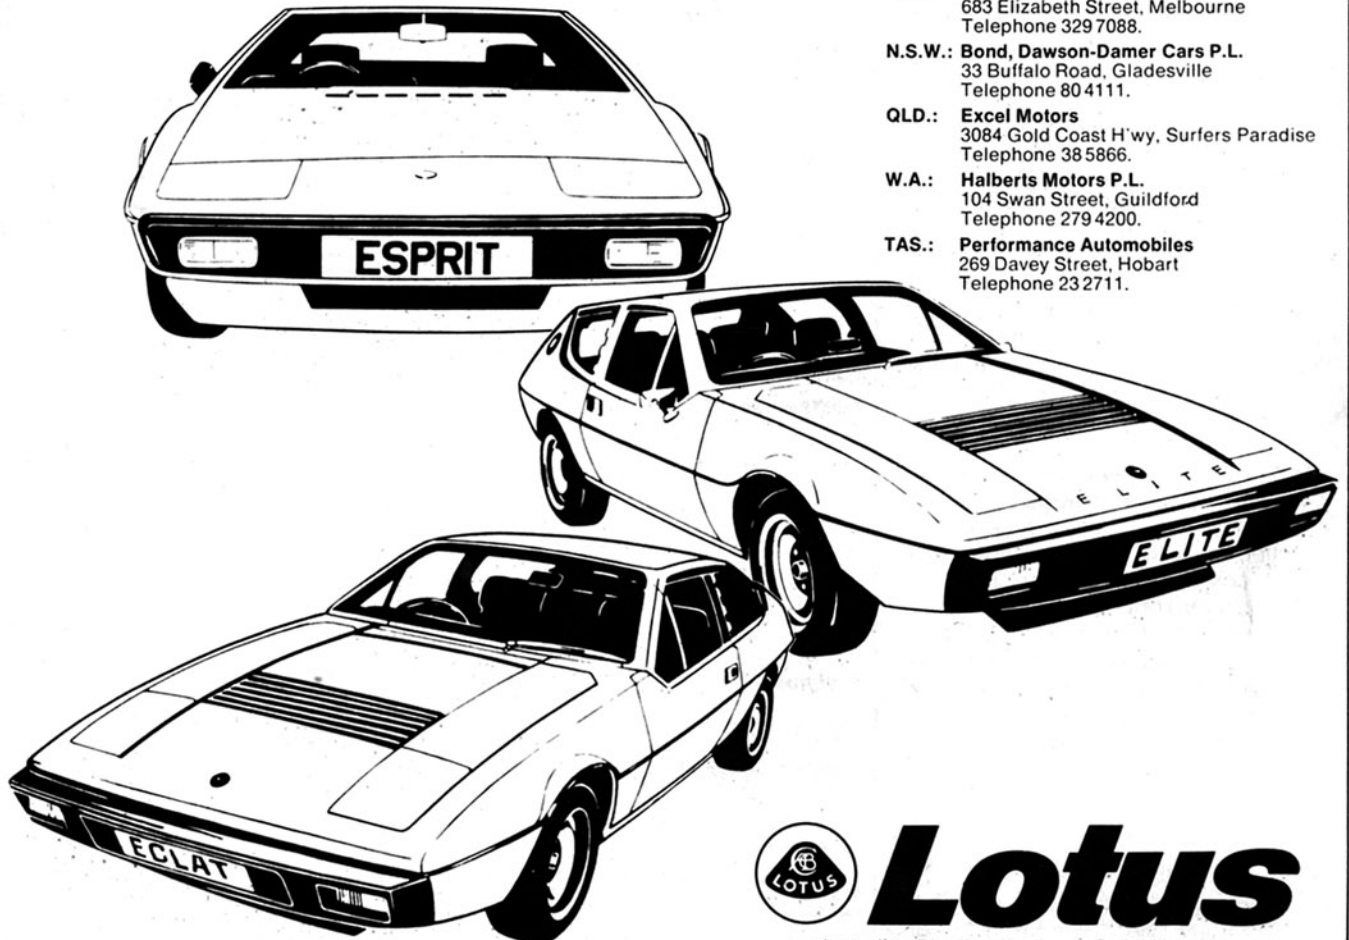 683 Elizabeth Street, Melbourne
Telephone 329 7088.
N.S.W.: Bond, Dawson-Damer Cars P.L.
33 Buffalo Road, Gladesville
Telephone 80 4111.
QLD.: Excel Motors
3084 Gold Coast H'wy, Surfers Paradise
Telephone 38 5866.
W.A.: Halberts Motors P.L.
104 Swan Street, Guildford
Telephone 279 4200.
TAS.: Performance Automobiles
269 Davey Street, Hobart
Telephone 23 2711.
ESPRIT
ELITE
ELITE
ECLAT
LOTUS
Lotus